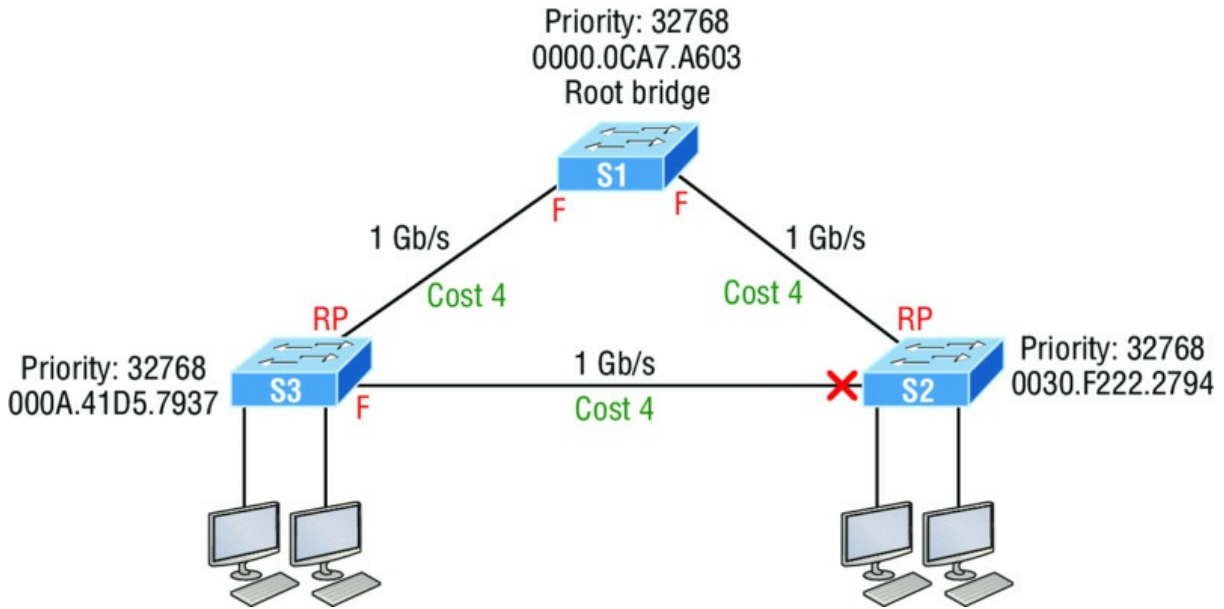 Priority: 32768
0000.0CA7.A603
Root bridge
S1
F
F
1 Gb/s
1 Gb/s
Cost 4
Cost 4
RP
RP
Priority: 32768
000A.41D5.7937
S3
F
1 Gb/s
Cost 4
S2
Priority: 32768
0030.F222.2794